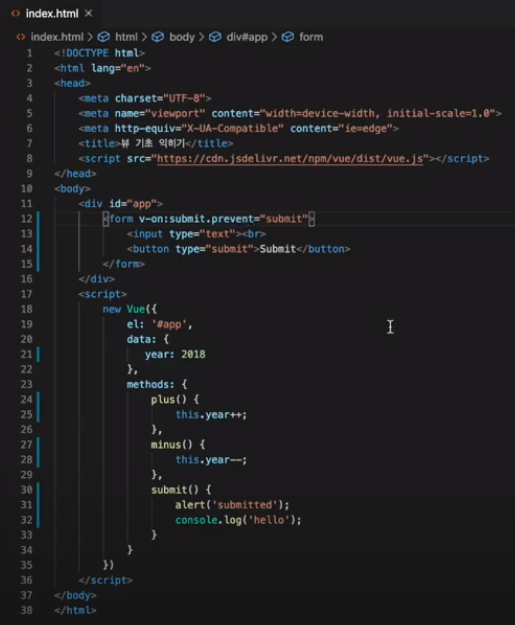 index.html
index.html > html > body > div#app > form
1 <!DOCTYPE html>
2 <html lang="en">
3 <head>
4 <meta charset="UTF-8">
5 <meta name="viewport" content="width=device-width, initial-scale=1.0">
6 <meta http-equiv="X-UA-Compatible" content="ie=edge">
7 <title>뷰 기초 익히기</title>
8 <script src="https://cdn.jsdelivr.net/npm/vue/dist/vue.js"></script>
9 </head>
10 <body>
11 <div id="app">
12 <form v-on:submit.prevent="submit">
13 <input type="text"><br>
14 <button type="submit">Submit</button>
15 </form>
16 </div>
17 <script>
18 new Vue({
19 el: '#app',
20 data: {
21 year: 2018
22 },
23 methods: {
24 plus() {
25 this.year++;
26 },
27 minus() {
28 this.year--;
29 },
30 submit() {
31 alert('submitted');
32 console.log('hello');
33 }
34 }
35 })
36 </script>
37 </body>
38 </html>